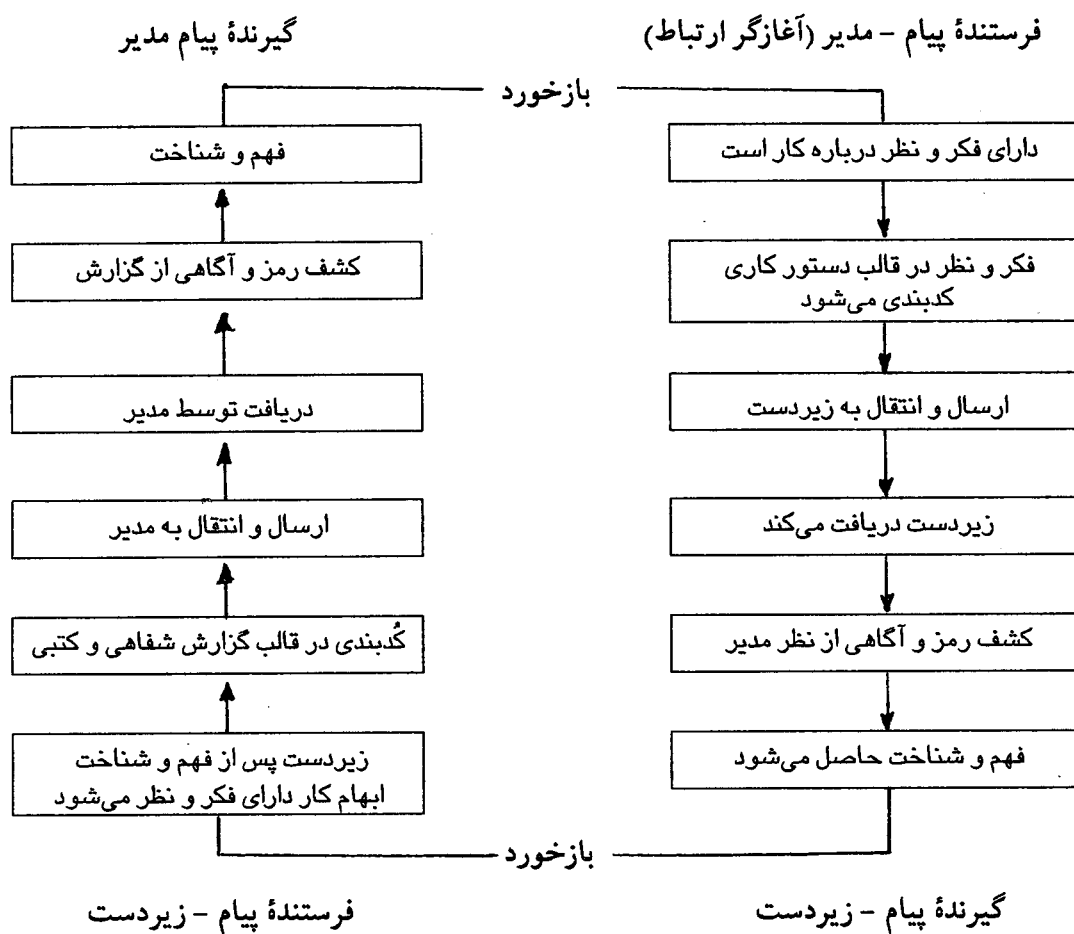 فرستندهٔ پیام – مدیر (آغازگر ارتباط)
گیرندهٔ پیام مدیر
بازخورد
دارای فکر و نظر درباره کار است
فکر و نظر در قالب دستور کاری
کدبندی می‌شود
ارسال و انتقال به زیردست
زیردست دریافت می‌کند
کشف رمز و آگاهی از نظر مدیر
فهم و شناخت حاصل می‌شود
گیرندهٔ پیام – زیردست
بازخورد
فرستندهٔ پیام – زیردست
زیردست پس از فهم و شناخت
ابهام کار دارای فکر و نظر می‌شود
کُدبندی در قالب گزارش شفاهی و کتبی
ارسال و انتقال به مدیر
دریافت توسط مدیر
کشف رمز و آگاهی از گزارش
فهم و شناخت